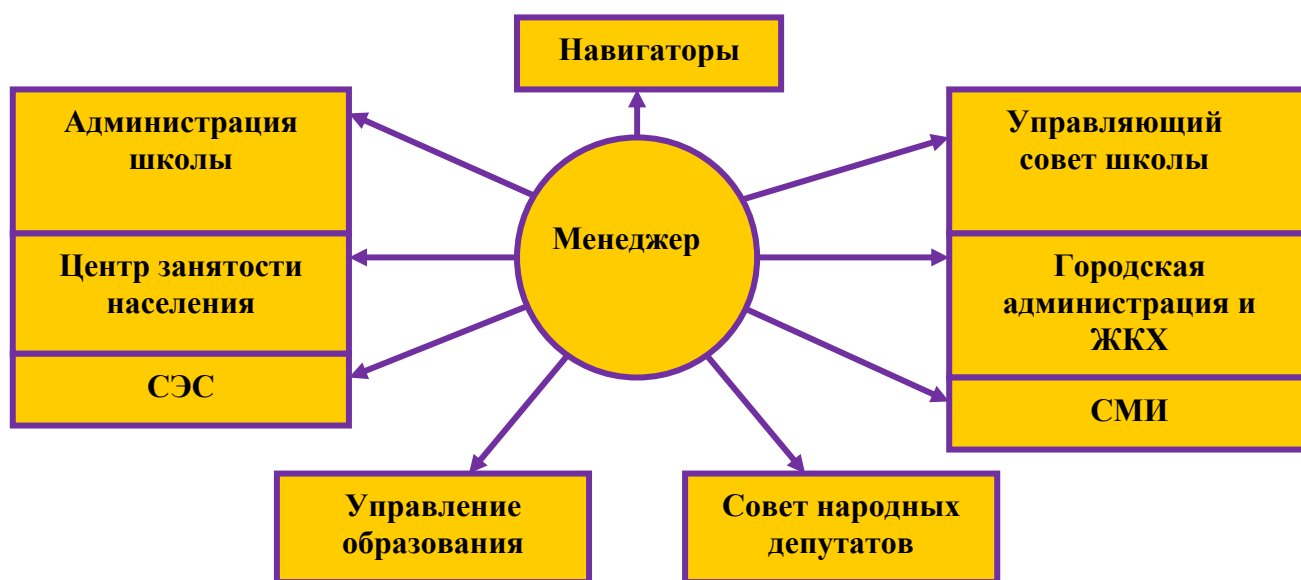 Навигаторы
Администрация
школы
Управляющий
совет школы
Менеджер
Центр занятости
населения
Городская
администрация и
ЖКХ
СЭС
СМИ
Управление
образования
Совет народных
депутатов